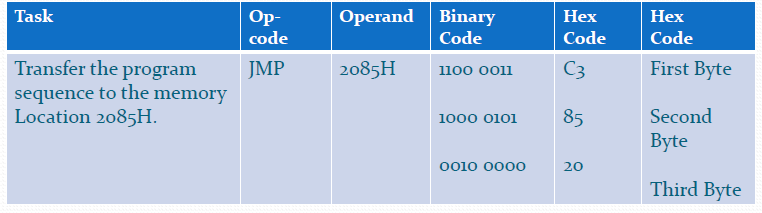 Task Op-code Operand Binary Code Hex Code Hex Code
Transfer the program JMP 2085H 1100 0011 C3 First Byte
sequence to the memory
Location 2085H. 1000 0101 85 Second
Byte
0010 0000 20
Third Byte